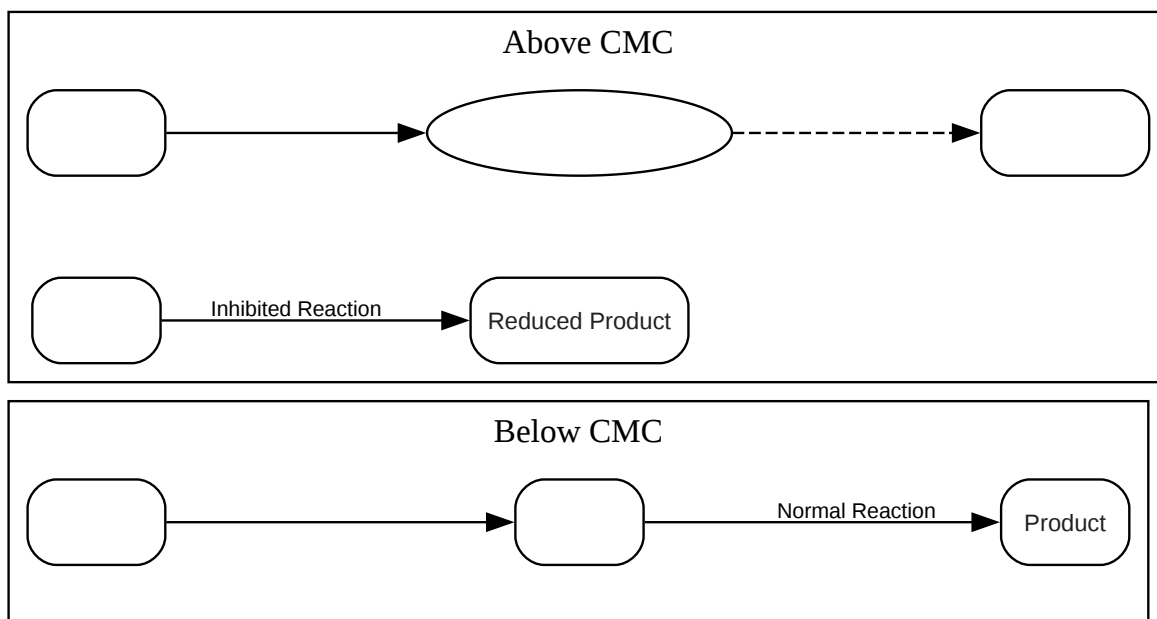 Above CMC
Inhibited Reaction
Reduced Product
Below CMC
Normal Reaction
Product